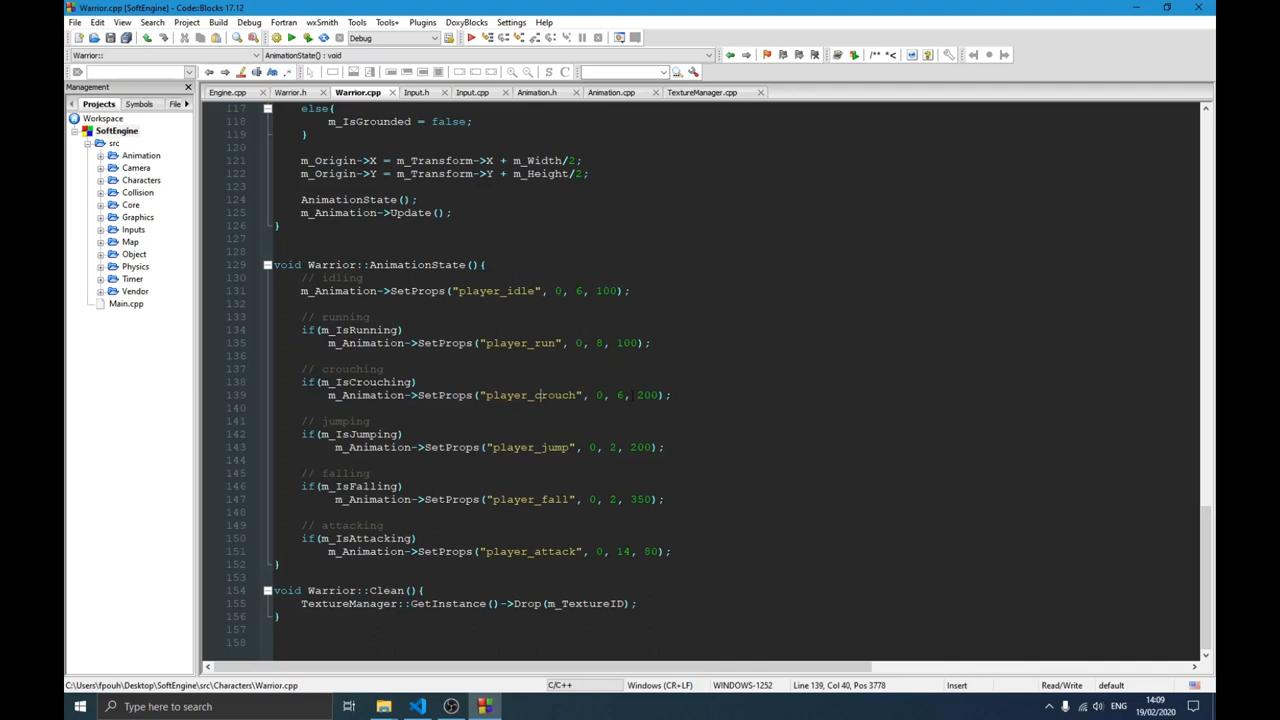 Warrior.cpp [SoftEngine] - Code::Blocks 17.12
File Edit View Search Project Build Debug Fortran wxSmith Tools Tools+ Plugins DoxyBlocks Settings Help
Debug
Warrior:: AnimationState() : void
/** *<
S C
Management
Projects Symbols File
Engine.cpp Warrior.h Warrior.cpp Input.h Input.cpp Animation.h Animation.cpp TextureManager.cpp
Workspace
SoftEngine
src
Animation
Camera
Characters
Collision
Core
Graphics
Inputs
Map
Object
Physics
Timer
Vendor
Main.cpp
117 else{
118 m_IsGrounded = false;
119 }
120
121 m_Origin->X = m_Transform->X + m_Width/2;
122 m_Origin->Y = m_Transform->Y + m_Height/2;
123
124 AnimationState();
125 m_Animation->Update();
126 }
127
128
129 void Warrior::AnimationState(){
130 // idling
131 m_Animation->SetProps("player_idle", 0, 6, 100);
132
133 // running
134 if(m_IsRunning)
135 m_Animation->SetProps("player_run", 0, 8, 100);
136
137 // crouching
138 if(m_IsCrouching)
139 m_Animation->SetProps("player_crouch", 0, 6, 200);
140
141 // jumping
142 if(m_IsJumping)
143 m_Animation->SetProps("player_jump", 0, 2, 200);
144
145 // falling
146 if(m_IsFalling)
147 m_Animation->SetProps("player_fall", 0, 2, 350);
148
149 // attacking
150 if(m_IsAttacking)
151 m_Animation->SetProps("player_attack", 0, 14, 80);
152 }
153
154 void Warrior::Clean(){
155 TextureManager::GetInstance()->Drop(m_TextureID);
156 }
157
158
C:\Users\fpouh\Desktop\SoftEngine\src\Characters\Warrior.cpp C/C++ Windows (CR+LF) WINDOWS-1252 Line 139, Col 40, Pos 3778 Insert Read/Write default
Type here to search
ENG
14:09
19/02/2020